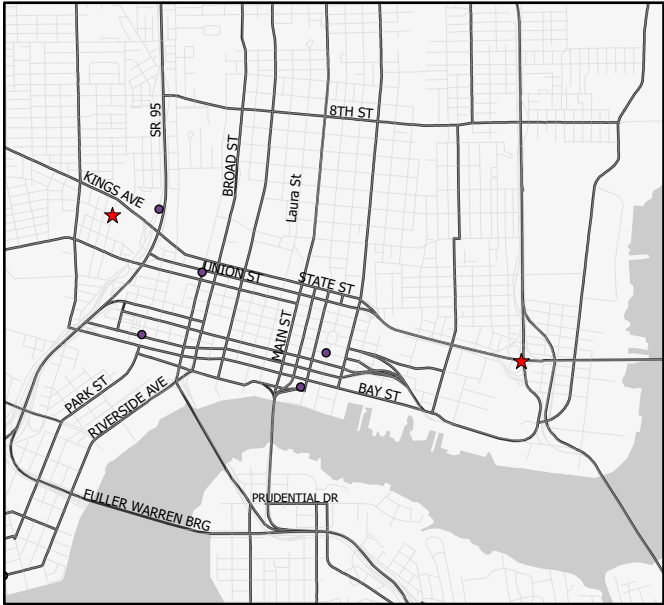 8TH ST
SR 95
BROAD ST
KINGS AVE
Laura St
UNION ST
STATE ST
MAIN ST
BAY ST
PARK ST
RIVERSIDE AVE
FULLER WARREN BRG
PRUDENTIAL DR